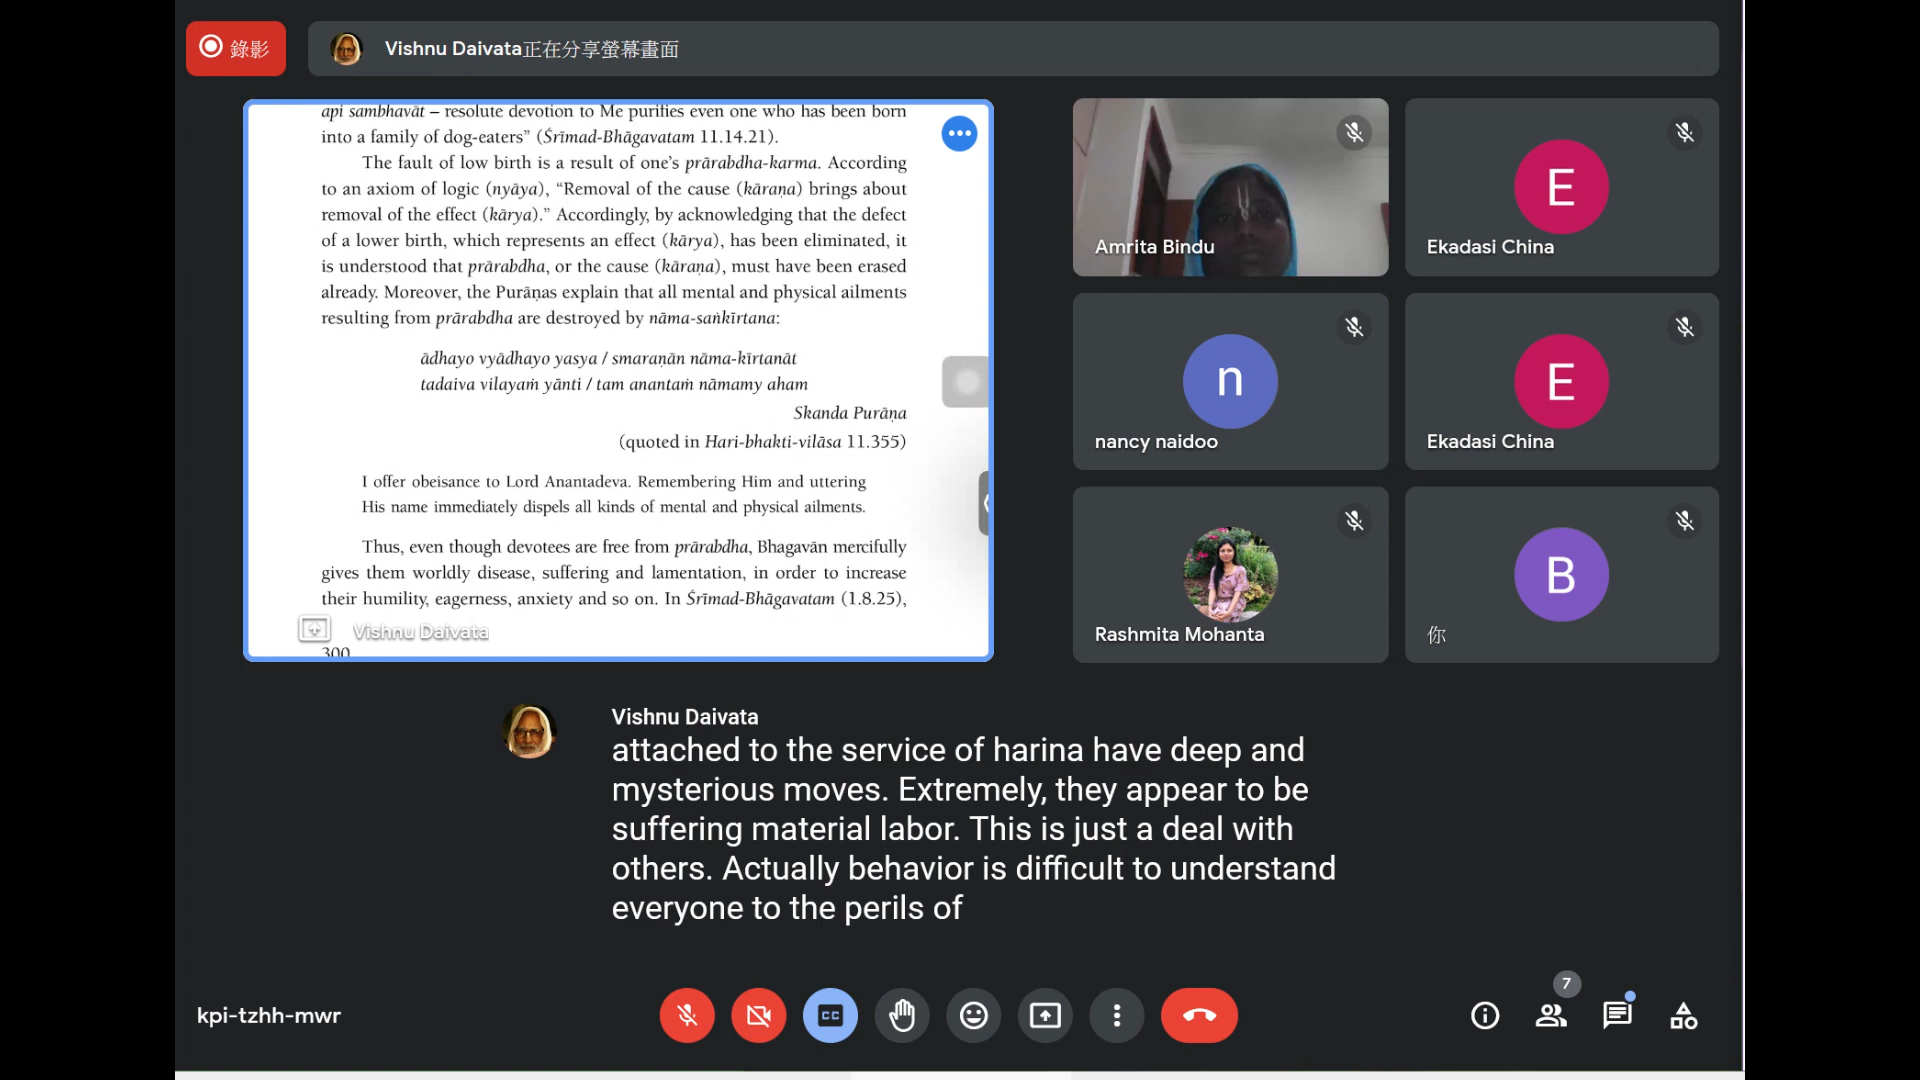 錄影
Vishnu Daivata正在分享螢幕畫面
api sambhavāt – resolute devotion to Me purifies even one who has been born
into a family of dog-eaters” (Śrīmad-Bhāgavatam 11.14.21).
The fault of low birth is a result of one’s prārabdha-karma. According
to an axiom of logic (nyāya), “Removal of the cause (kāraṇa) brings about
removal of the effect (kārya).” Accordingly, by acknowledging that the defect
of a lower birth, which represents an effect (kārya), has been eliminated, it
is understood that prārabdha, or the cause (kāraṇa), must have been erased
already. Moreover, the Purāṇas explain that all mental and physical ailments
resulting from prārabdha are destroyed by nāma-saṅkīrtana:
ādhayo vyādhayo yasya / smaraṇān nāma-kīrtanāt
tadaiva vilayaṁ yānti / tam anantaṁ nāmamy aham
Skanda Purāṇa
(quoted in Hari-bhakti-vilāsa 11.355)
I offer obeisance to Lord Anantadeva. Remembering Him and uttering
His name immediately dispels all kinds of mental and physical ailments.
Thus, even though devotees are free from prārabdha, Bhagavān mercifully
gives them worldly disease, suffering and lamentation, in order to increase
their humility, eagerness, anxiety and so on. In Śrīmad-Bhāgavatam (1.8.25),
Vishnu Daivata
300
Amrita Bindu
E
Ekadasi China
n
nancy naidoo
E
Ekadasi China
Rashmita Mohanta
B
你
Vishnu Daivata
attached to the service of harina have deep and
mysterious moves. Extremely, they appear to be
suffering material labor. This is just a deal with
others. Actually behavior is difficult to understand
everyone to the perils of
kpi-tzhh-mwr
CC
7